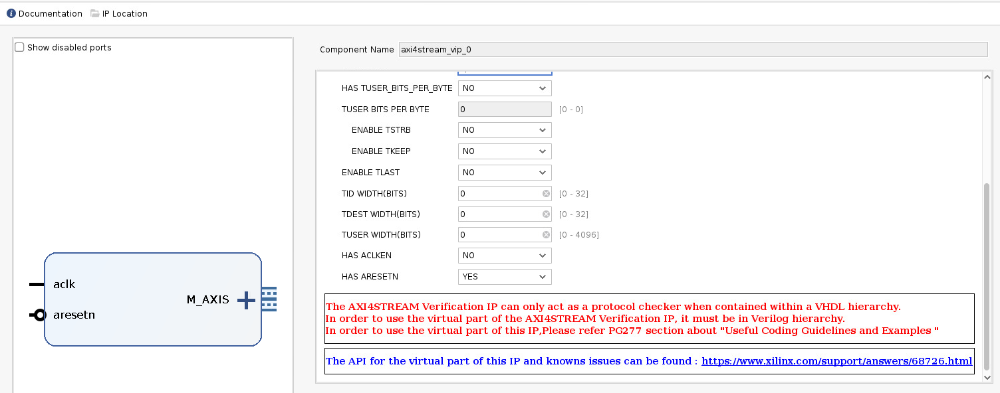 Documentation IP Location
Show disabled ports
Component Name axi4stream_vip_0
HAS TUSER_BITS_PER_BYTE NO
TUSER BITS PER BYTE 0 [0 - 0]
ENABLE TSTRB NO
ENABLE TKEEP NO
ENABLE TLAST NO
TID WIDTH(BITS) 0 [0 - 32]
TDEST WIDTH(BITS) 0 [0 - 32]
TUSER WIDTH(BITS) 0 [0 - 4096]
HAS ACLKEN NO
HAS ARESETN YES
aclk
M_AXIS
aresetn
The AXI4STREAM Verification IP can only act as a protocol checker when contained within a VHDL hierarchy.
In order to use the virtual part of the AXI4STREAM Verification IP, it must be in Verilog hierarchy.
In order to use the virtual part of this IP,Please refer PG277 section about "Useful Coding Guidelines and Examples "
The API for the virtual part of this IP and knowns issues can be found : https://www.xilinx.com/support/answers/68726.html